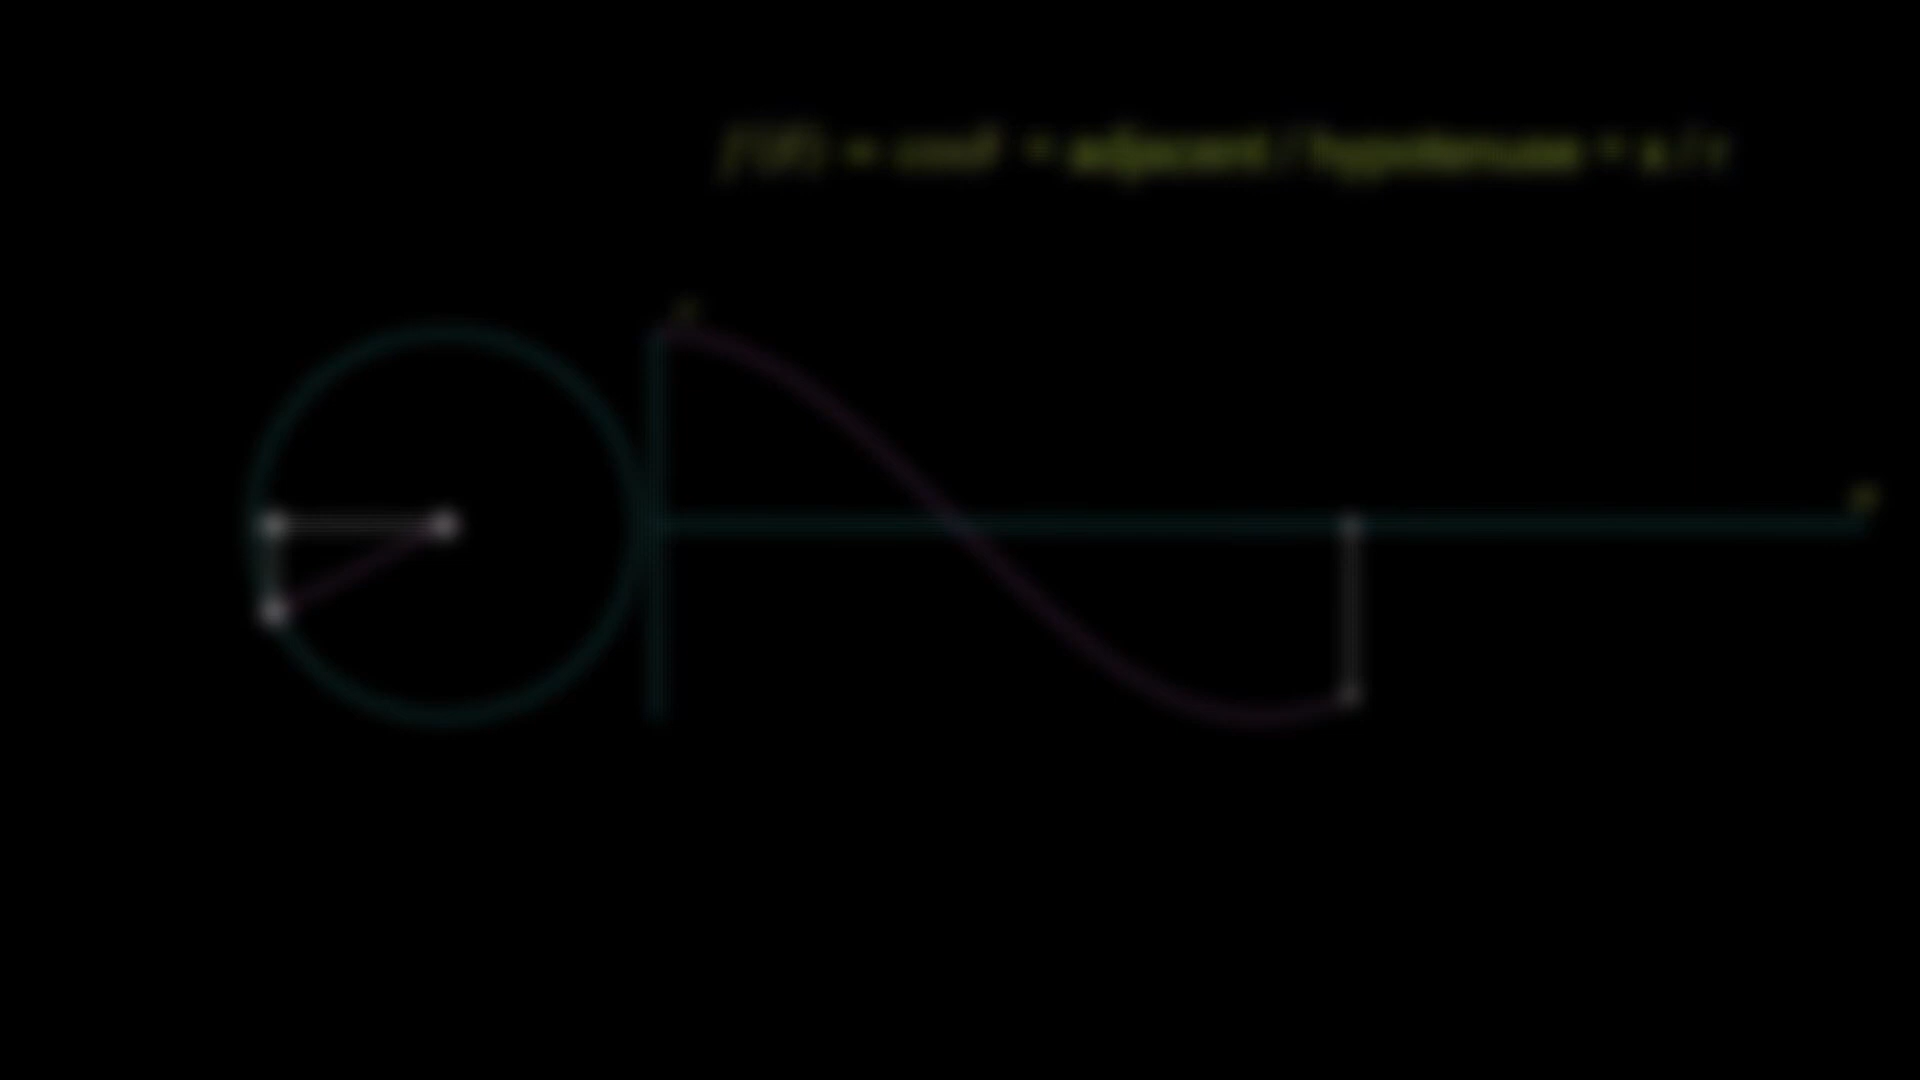 f(θ) = cosθ = adjacent / hypotenuse = x / r